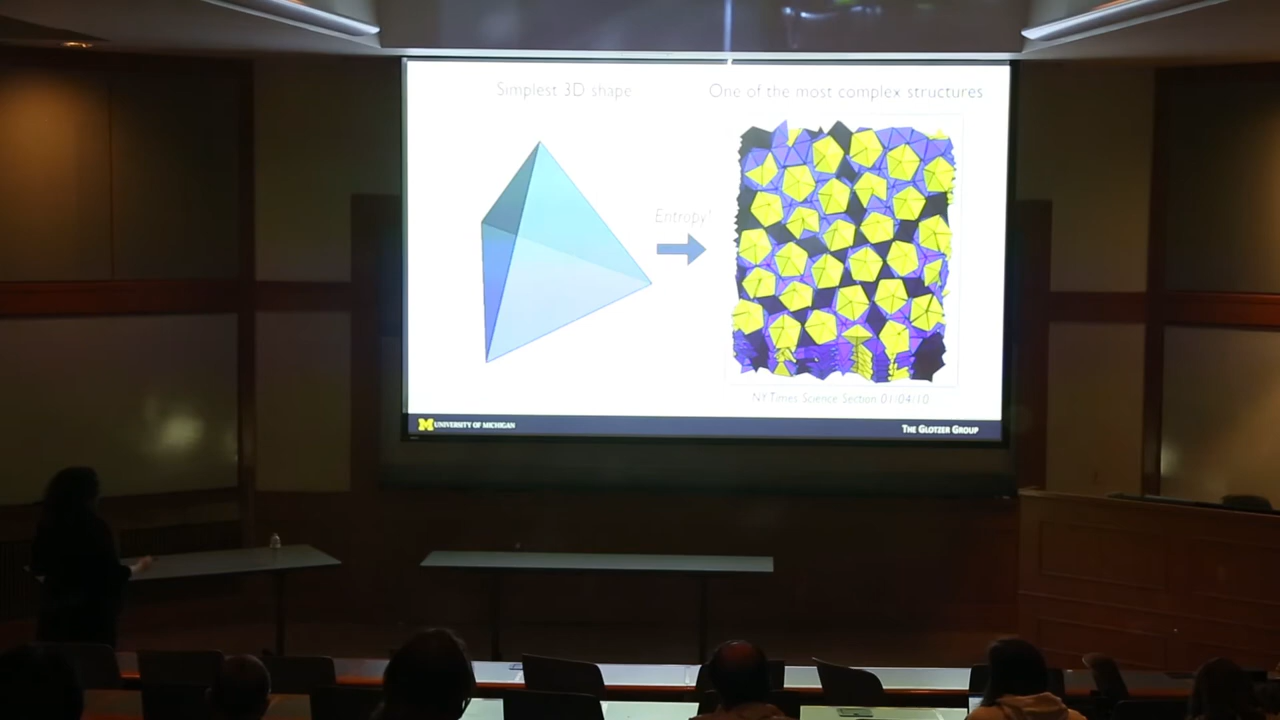 Simplest 3D shape
One of the most complex structures
Entropy!
NY Times Science Section 01/04/10
M UNIVERSITY OF MICHIGAN
THE GLOTZER GROUP